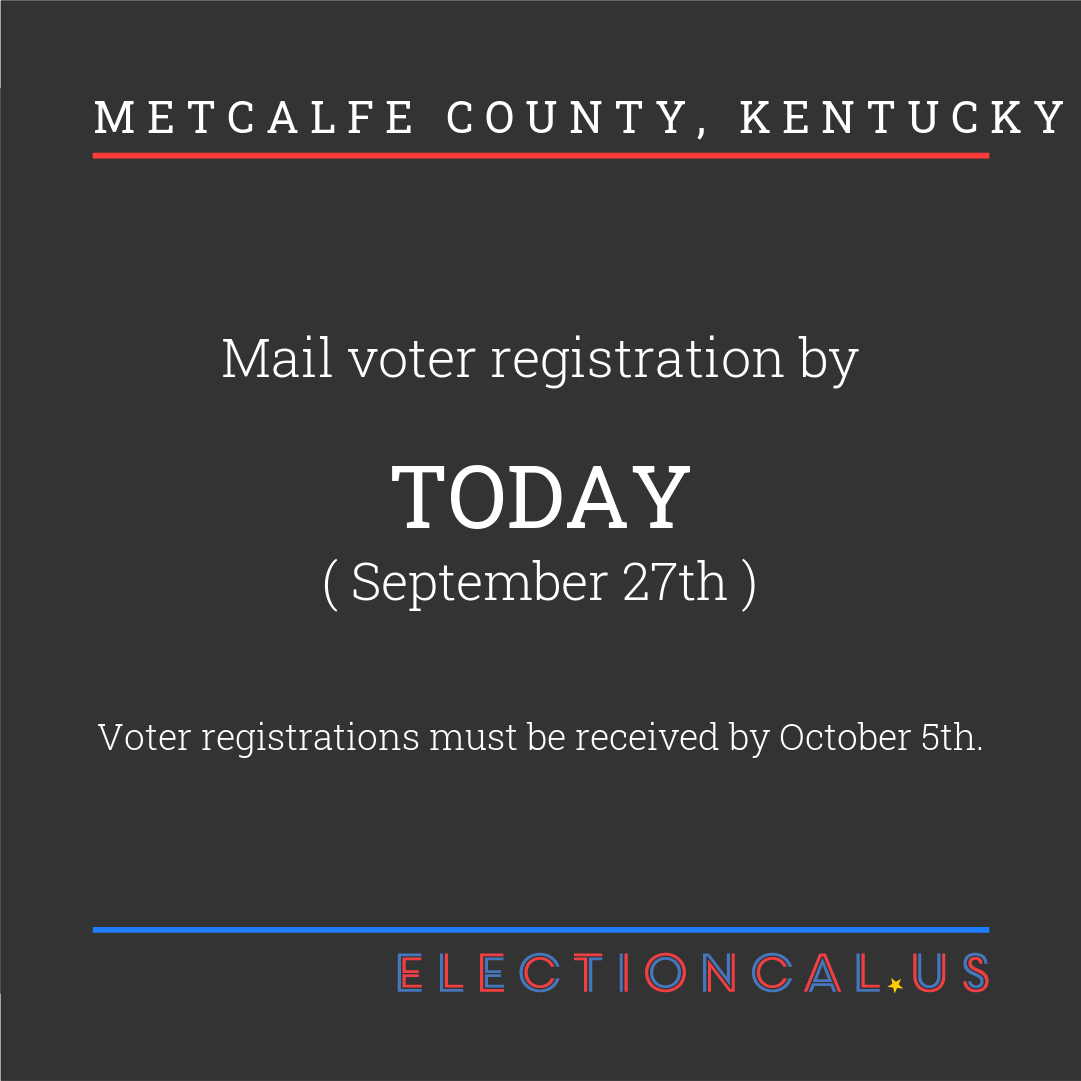 METCALFE COUNTY, KENTUCKY
Mail voter registration by
TODAY
( September 27th )
Voter registrations must be received by October 5th.
ELECTIONCAL.US